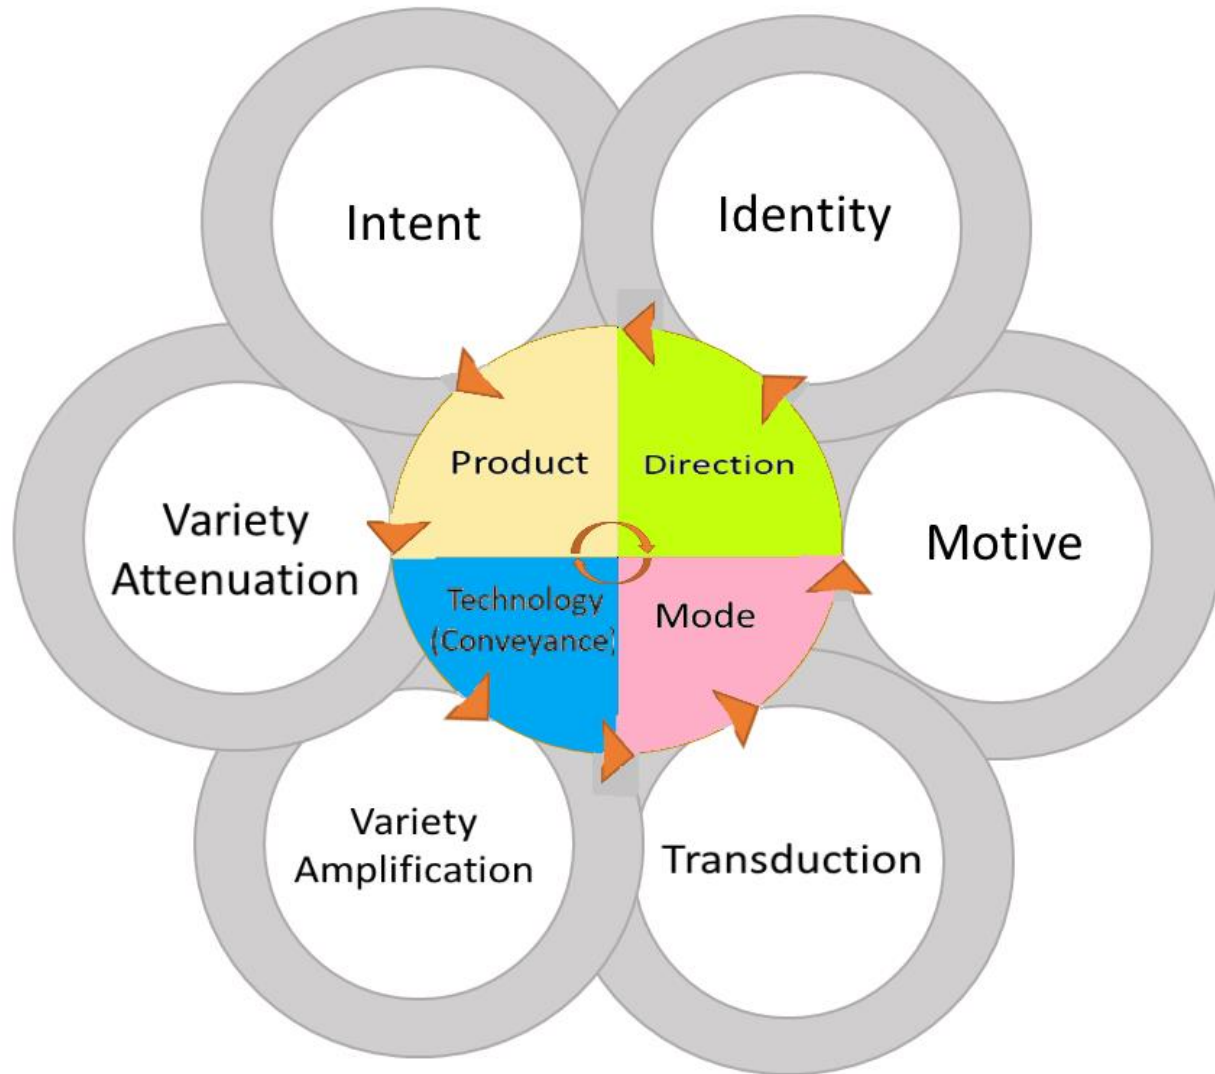 Intent
Identity
Product
Direction
Variety
Attenuation
Motive
Technology
(Conveyance)
Mode
Variety
Amplification
Transduction